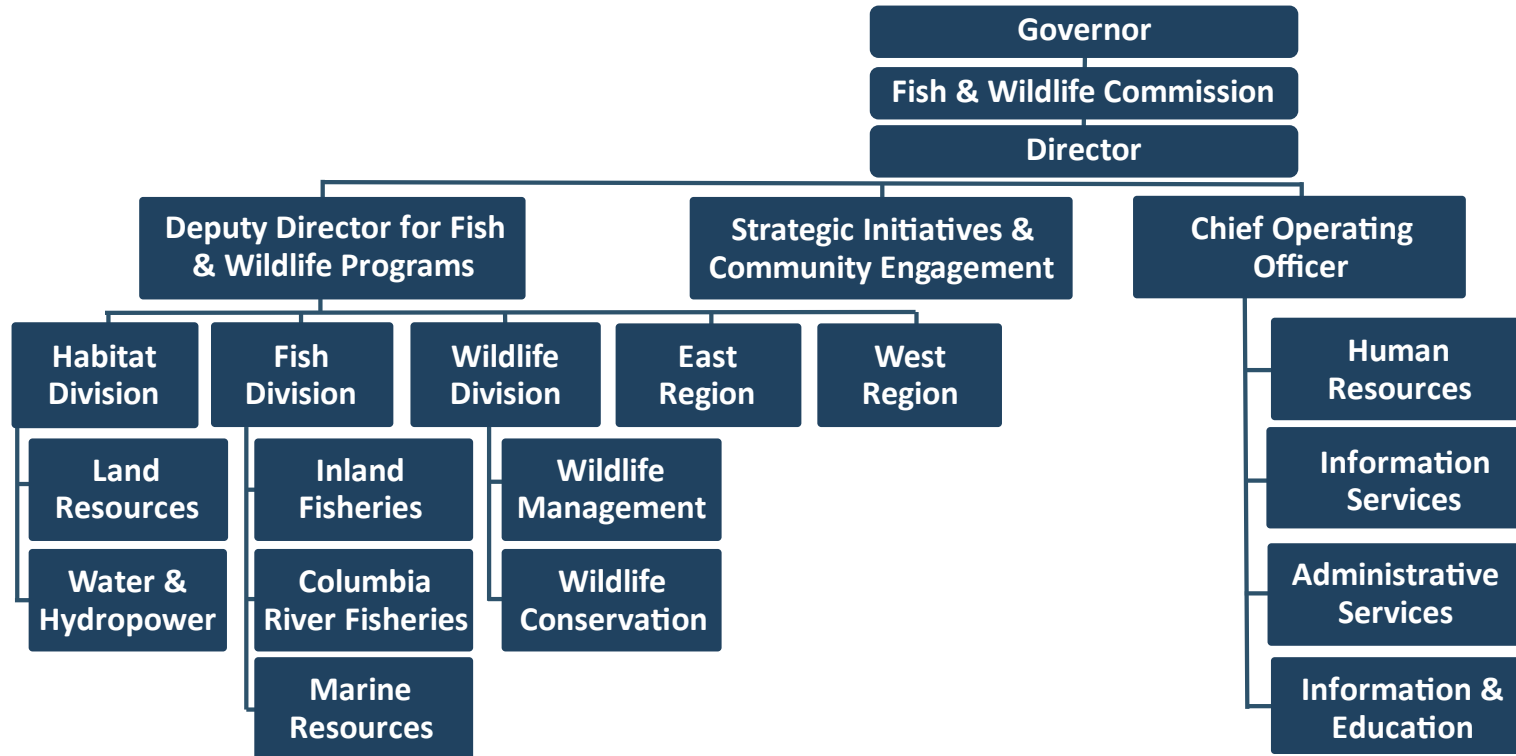 Governor
Fish & Wildlife Commission
Director
Deputy Director for Fish
& Wildlife Programs
Strategic Initiatives &
Community Engagement
Chief Operating
Officer
Habitat
Division
Fish
Division
Wildlife
Division
East
Region
West
Region
Land
Resources
Water &
Hydropower
Inland
Fisheries
Columbia
River Fisheries
Marine
Resources
Wildlife
Management
Wildlife
Conservation
Human
Resources
Information
Services
Administrative
Services
Information &
Education